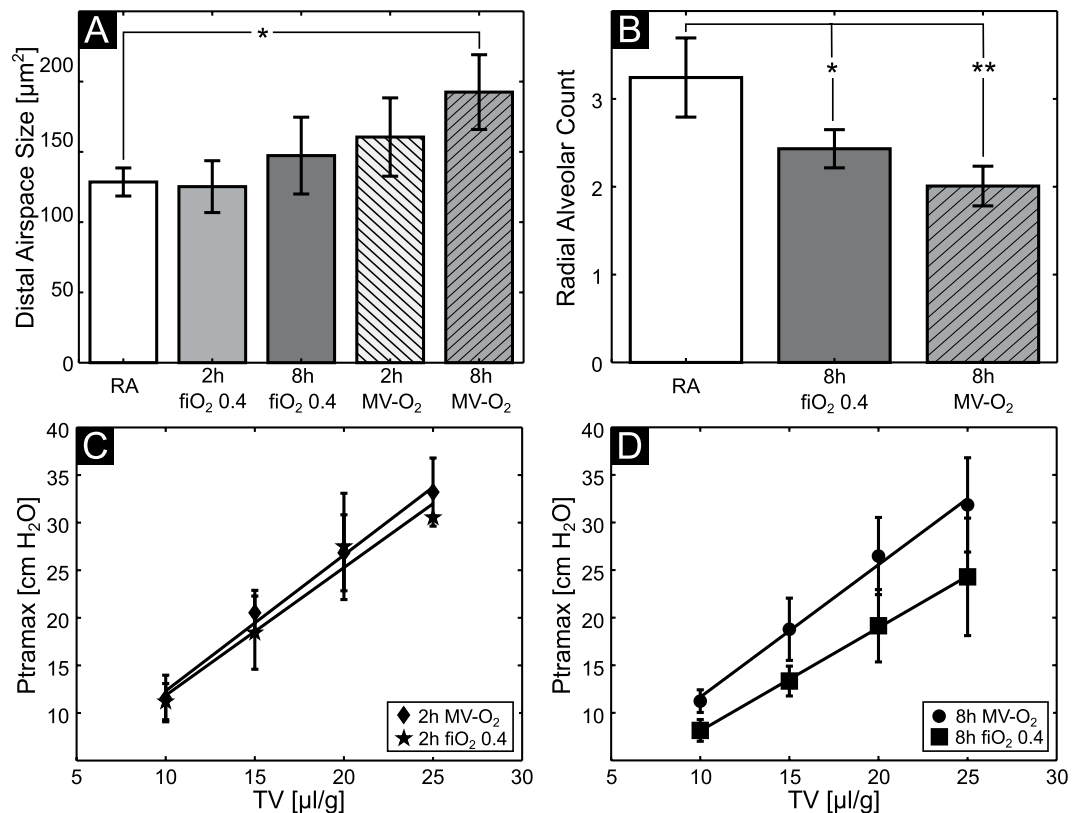 A
*
Distal Airspace Size [µm²]
200
150
100
50
0
RA
2h
fiO₂ 0.4
8h
fiO₂ 0.4
2h
MV-O₂
8h
MV-O₂
B
*
**
Radial Alveolar Count
3
2
1
0
RA
8h
fiO₂ 0.4
8h
MV-O₂
C
Ptramax [cm H₂O]
40
35
30
25
20
15
10
5
10
15
20
25
30
TV [µl/g]
2h MV-O₂
2h fiO₂ 0.4
D
Ptramax [cm H₂O]
40
35
30
25
20
15
10
5
10
15
20
25
30
TV [µl/g]
8h MV-O₂
8h fiO₂ 0.4